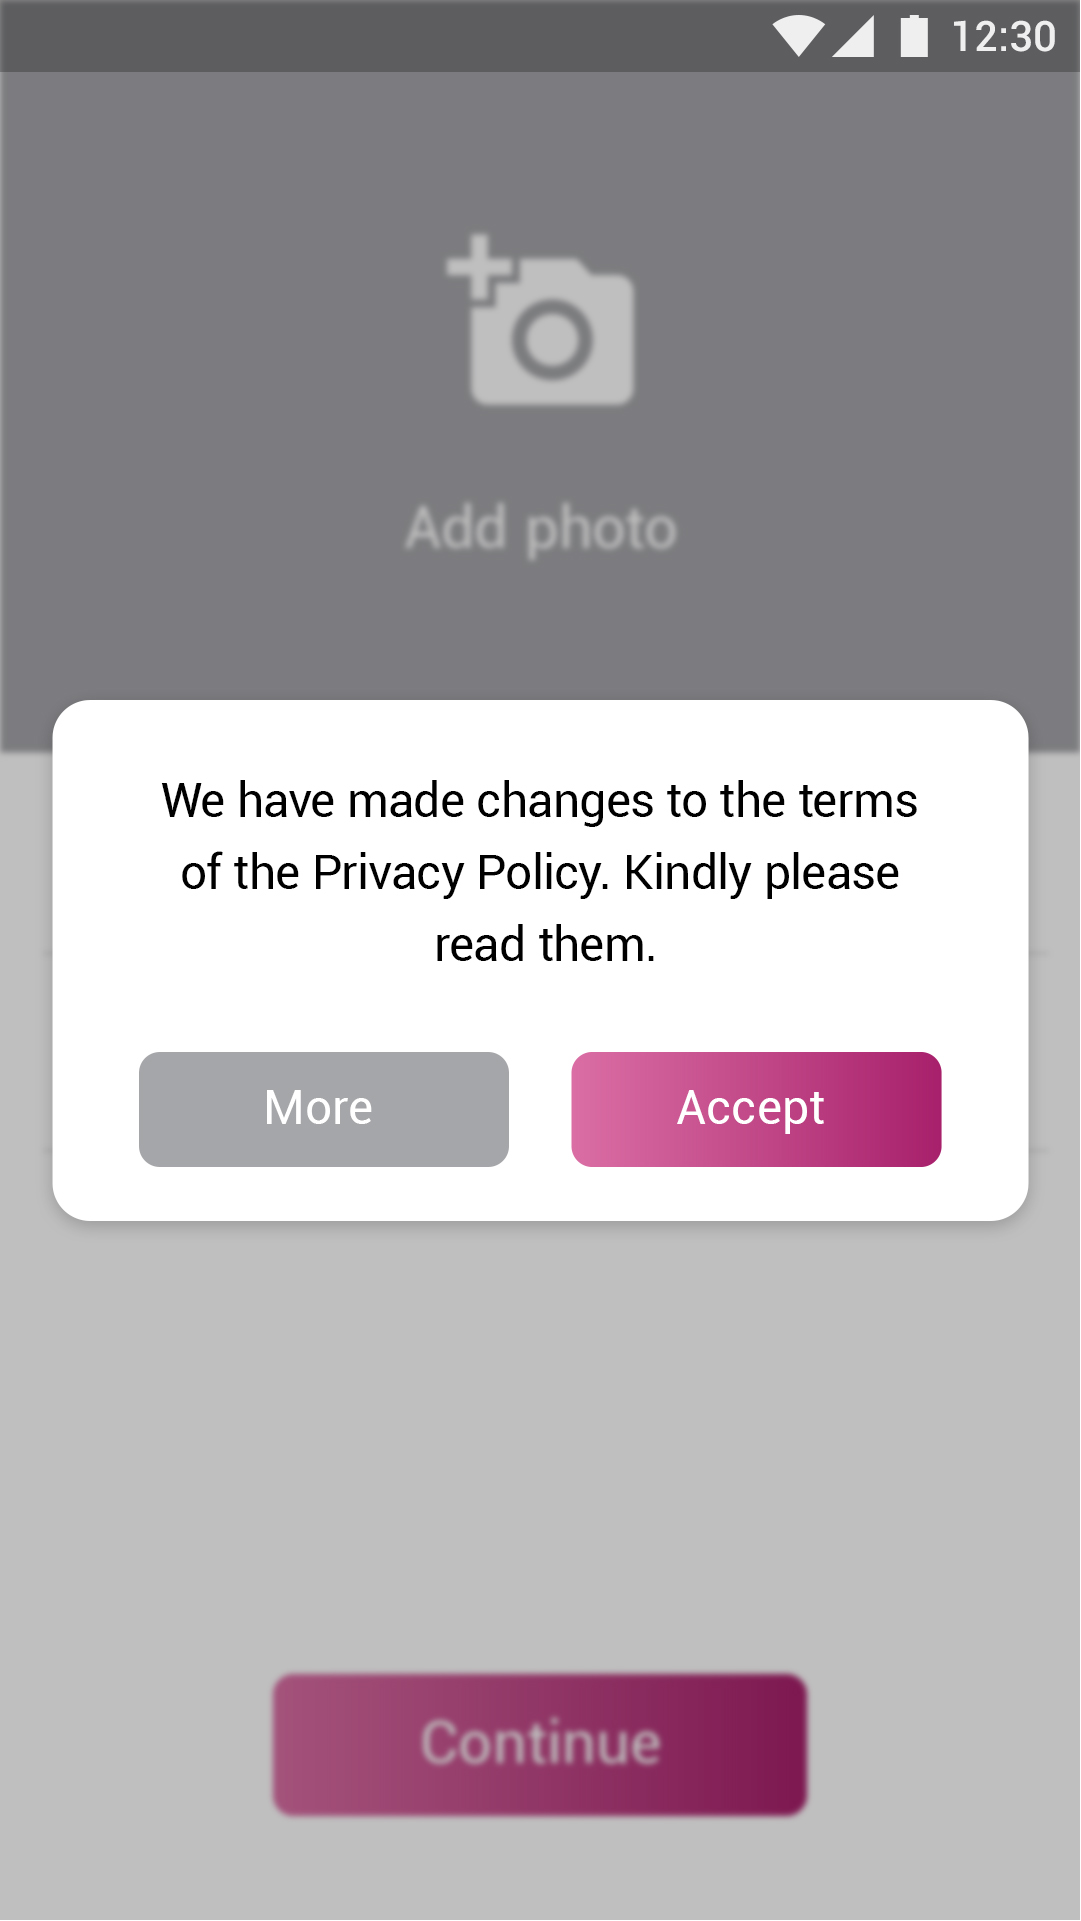 12:30
Add photo
We have made changes to the terms
of the Privacy Policy. Kindly please
read them.
More
Accept
Continue